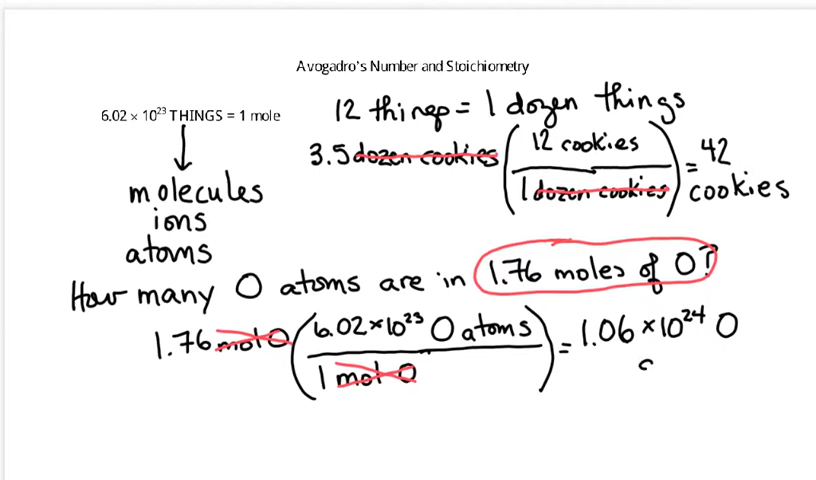 Avogadro's Number and Stoichiometry
6.02 × 10²³ THINGS = 1 mole
12 things = 1 dozen things
3.5 dozen cookies (12 cookies / 1 dozen cookies) = 42 cookies
molecules
ions
atoms
How many O atoms are in 1.76 moles of O?
1.76 mol O (6.02 × 10²³ O atoms / 1 mol O) = 1.06 × 10²⁴ O